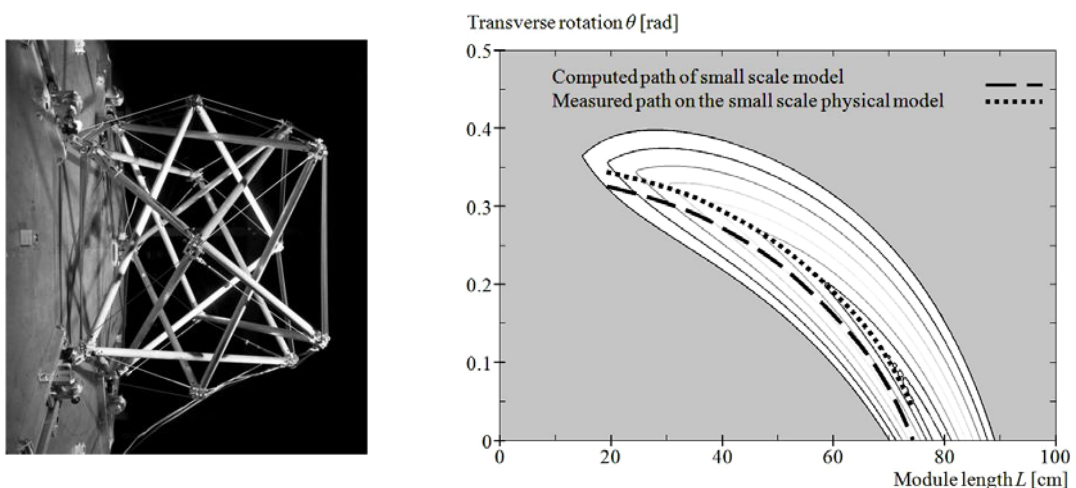 Transverse rotation θ [rad]
0.5
Computed path of small scale model
Measured path on the small scale physical model
0.4
0.3
0.2
0.1
0
0 20 40 60 80 100
Module length L [cm]